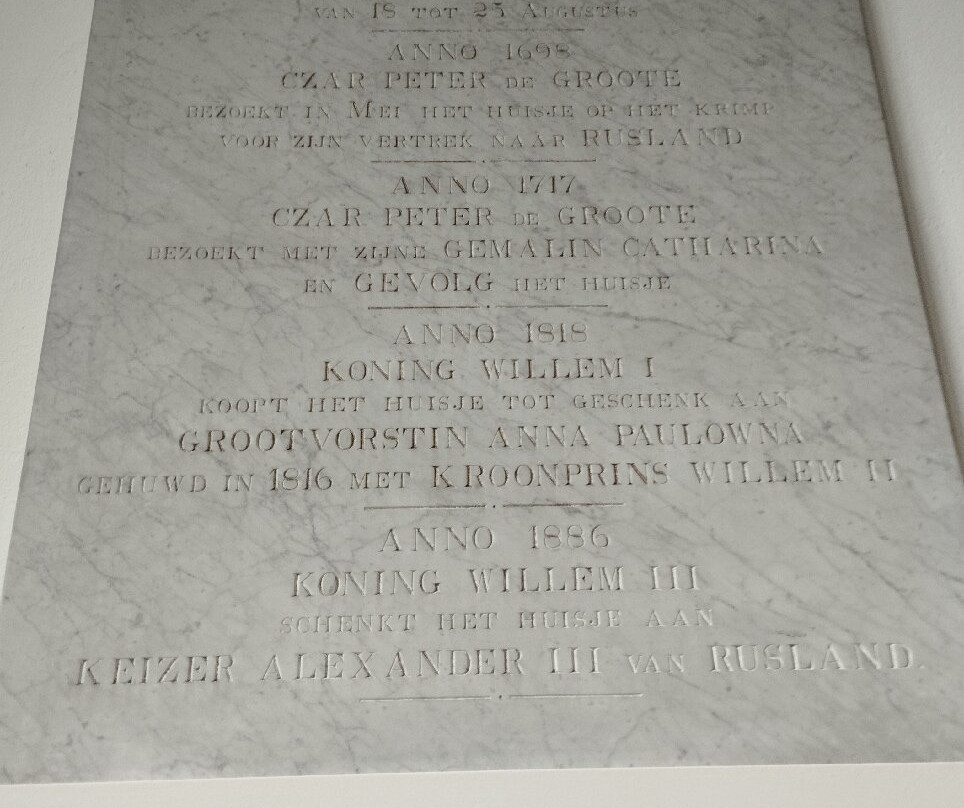 VAN 18 TOT 25 AUGUSTUS
ANNO 1698
CZAR PETER DE GROOTE
BEZOEKT IN MEI HET HUISJE OP HET KRIMP
VOOR ZIJN VERTREK NAAR RUSLAND
ANNO 1717
CZAR PETER DE GROOTE
BEZOEKT MET ZIJNE GEMALIN CATHARINA
EN GEVOLG HET HUISJE
ANNO 1818
KONING WILLEM I
KOOPT HET HUISJE TOT GESCHENK AAN
GROOTVORSTIN ANNA PAULOWNA
GEHUWD IN 1816 MET KROONPRINS WILLEM II
ANNO 1886
KONING WILLEM III
SCHENKT HET HUISJE AAN
KEIZER ALEXANDER III VAN RUSLAND.